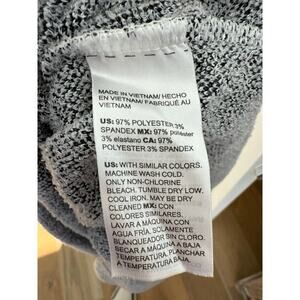 MADE IN VIETNAM/ HECHO
EN VIETNAM/ FABRIQUÉ AU
VIETNAM
US: 97% POLYESTER 3%
SPANDEX MX: 97% poliéster
3% elastano CA: 97%
POLYESTER 3% SPANDEX
US: WITH SIMILAR COLORS.
MACHINE WASH COLD.
ONLY NON-CHLORINE
BLEACH. TUMBLE DRY LOW.
COOL IRON. MAY BE DRY
CLEANED MX: CON
COLORES SIMILARES.
LAVAR A MÁQUINA CON
AGUA FRÍA. SOLAMENTE
BLANQUEADOR SIN CLORO.
SECAR A MÁQUINA A BAJA
TEMPERATURA. PLANCHAR
A TEMPERATURA BAJA.